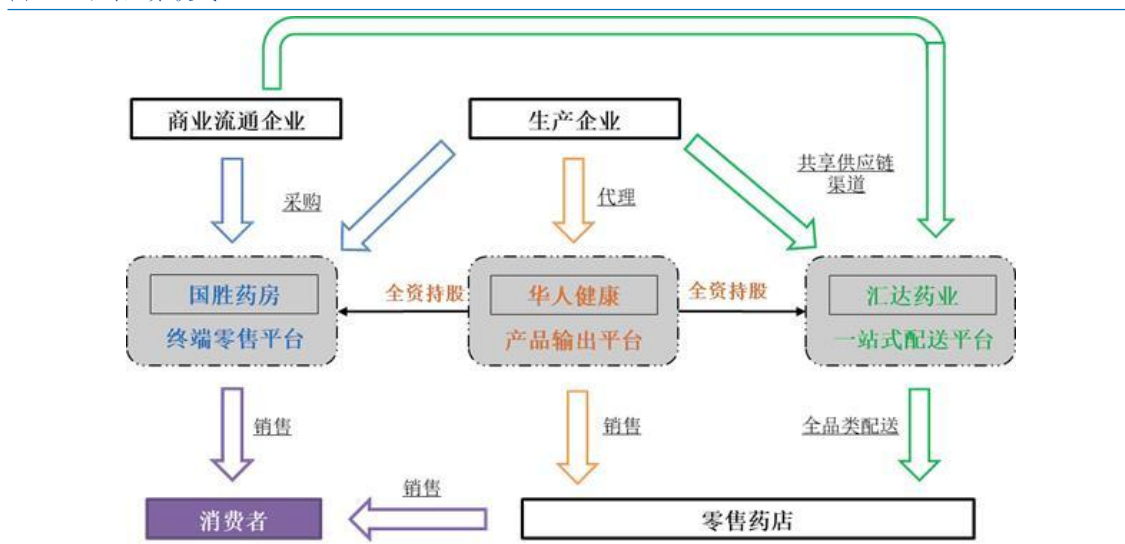 商业流通企业
生产企业
共享供应链
渠道
采购
代理
国胜药房
终端零售平台
全资持股
华人健康
产品输出平台
全资持股
汇达药业
一站式配送平台
销售
销售
全品类配送
销售
消费者
零售药店